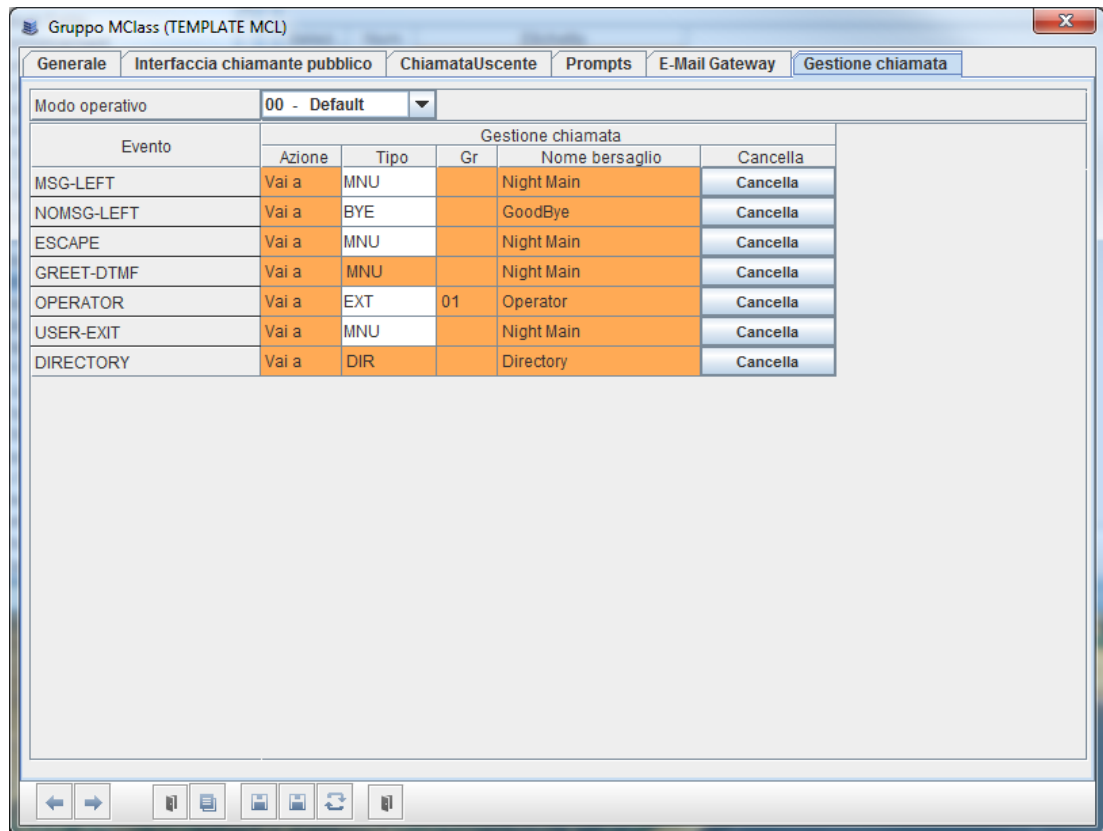 Gruppo MClass (TEMPLATE MCL)
Generale Interfaccia chiamante pubblico ChiamataUscente Prompts E-Mail Gateway Gestione chiamata
Modo operativo 00 - Default
Evento Gestione chiamata
Azione Tipo Gr Nome bersaglio Cancella
MSG-LEFT Vai a MNU Night Main Cancella
NOMSG-LEFT Vai a BYE GoodBye Cancella
ESCAPE Vai a MNU Night Main Cancella
GREET-DTMF Vai a MNU Night Main Cancella
OPERATOR Vai a EXT 01 Operator Cancella
USER-EXIT Vai a MNU Night Main Cancella
DIRECTORY Vai a DIR Directory Cancella